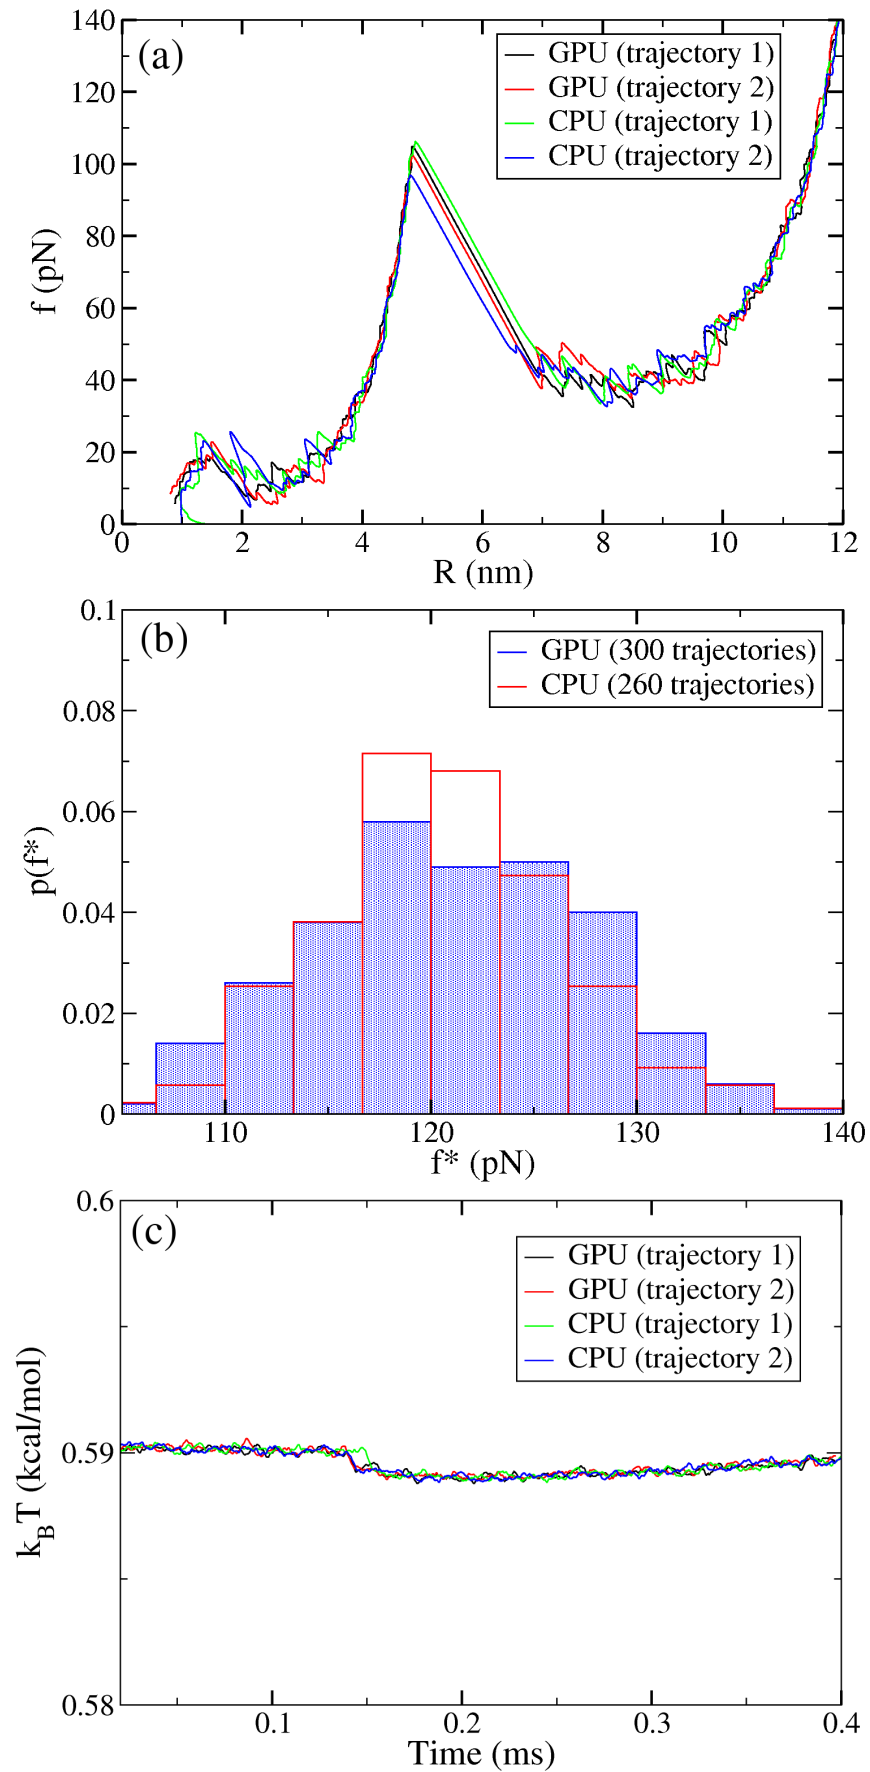 140
(a)
GPU (trajectory 1)
120
GPU (trajectory 2)
CPU (trajectory 1)
100
CPU (trajectory 2)
80
f (pN)
60
40
20
0
0 2 4 6 8 10 12
R (nm)
0.1
(b)
GPU (300 trajectories)
CPU (260 trajectories)
0.08
0.06
p(f*)
0.04
0.02
0
110 120 130 140
f* (pN)
0.6
(c)
GPU (trajectory 1)
GPU (trajectory 2)
CPU (trajectory 1)
CPU (trajectory 2)
0.59
kBT (kcal/mol)
0.58
0.1 0.2 0.3 0.4
Time (ms)